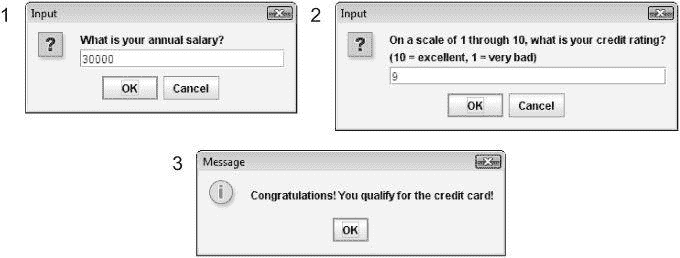 1
Input
What is your annual salary?
30000
OK Cancel
2
Input
On a scale of 1 through 10, what is your credit rating?
(10 = excellent, 1 = very bad)
9
OK Cancel
3
Message
Congratulations! You qualify for the credit card!
OK